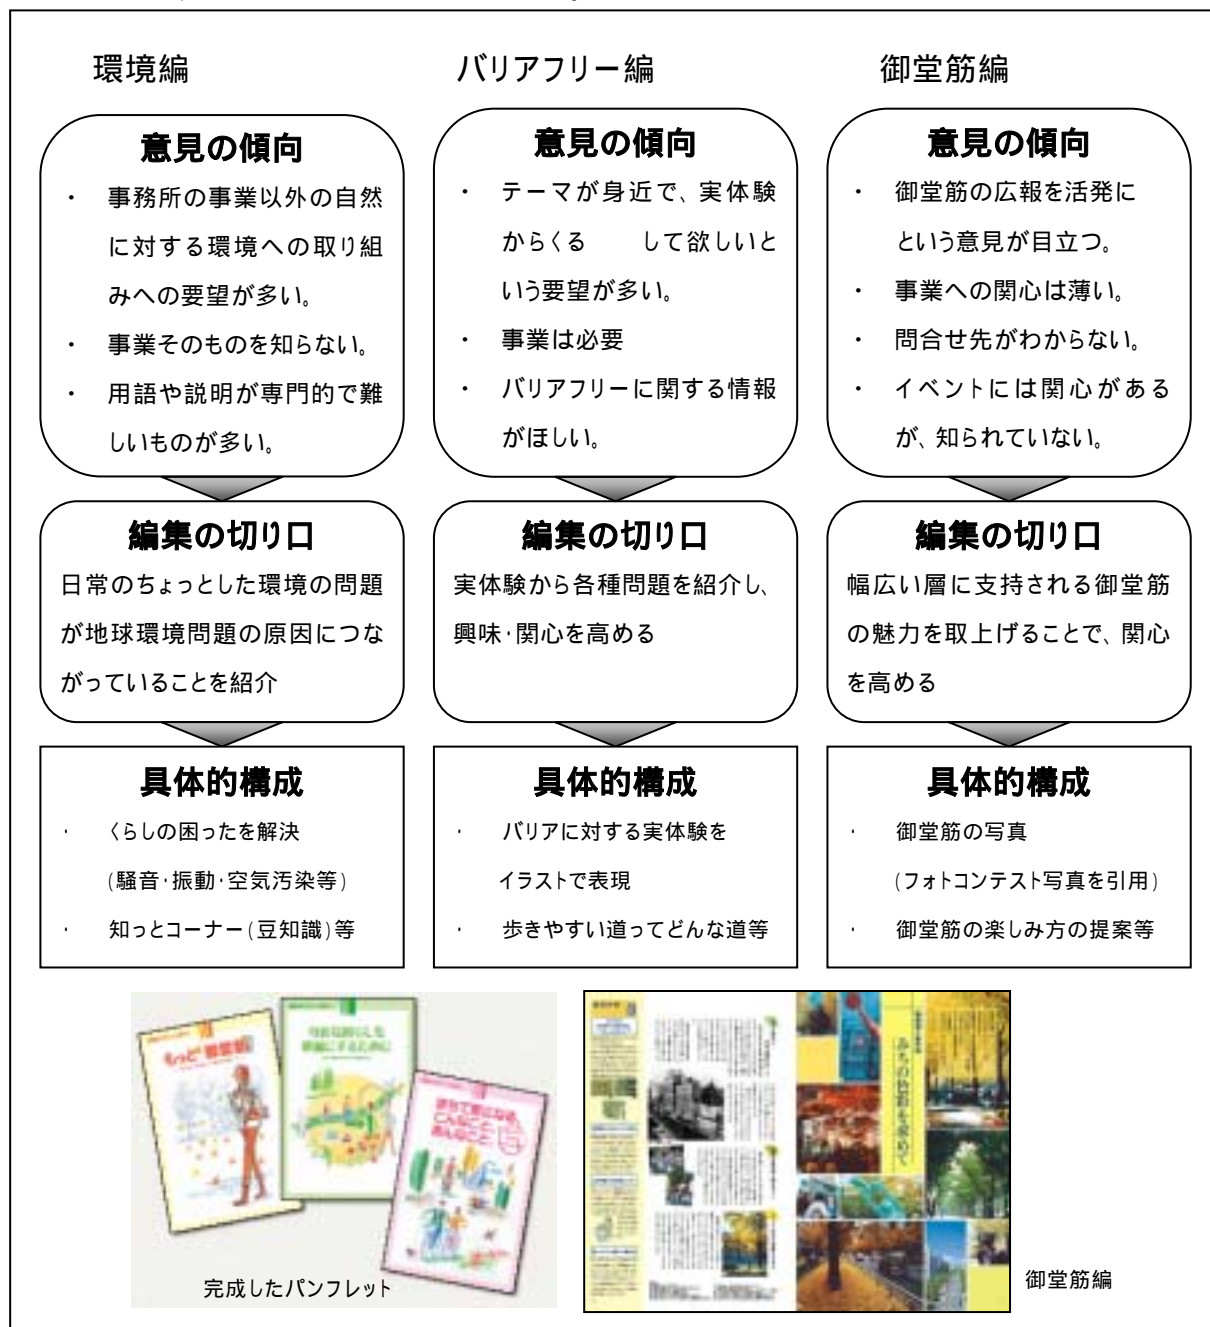 環境編
意見の傾向
・ 事務所の事業以外の自然
に対する環境への取り組
みへの要望が多い。
・ 事業そのものを知らない。
・ 用語や説明が専門的で難
しいものが多い。
編集の切り口
日常のちょっとした環境の問題
が地球環境問題の原因につな
がっていることを紹介
具体的構成
・ くらしの困ったを解決
(騒音・振動・空気汚染等)
・ 知っとコーナー(豆知識)等
バリアフリー編
意見の傾向
・ テーマが身近で、実体験
からくる　　して欲しいと
いう要望が多い。
・ 事業は必要
・ バリアフリーに関する情報
がほしい。
編集の切り口
実体験から各種問題を紹介し、
興味・関心を高める
具体的構成
・ バリアに対する実体験を
イラストで表現
・ 歩きやすい道ってどんな道等
御堂筋編
意見の傾向
・ 御堂筋の広報を活発に
という意見が目立つ。
・ 事業への関心は薄い。
・ 問合せ先がわからない。
・ イベントには関心がある
が、知られていない。
編集の切り口
幅広い層に支持される御堂筋
の魅力を取上げることで、関心
を高める
具体的構成
・ 御堂筋の写真
(フォトコンテスト写真を引用)
・ 御堂筋の楽しみ方の提案等
もっと御堂筋
こんなこと
あんなこと
完成したパンフレット
御堂筋編